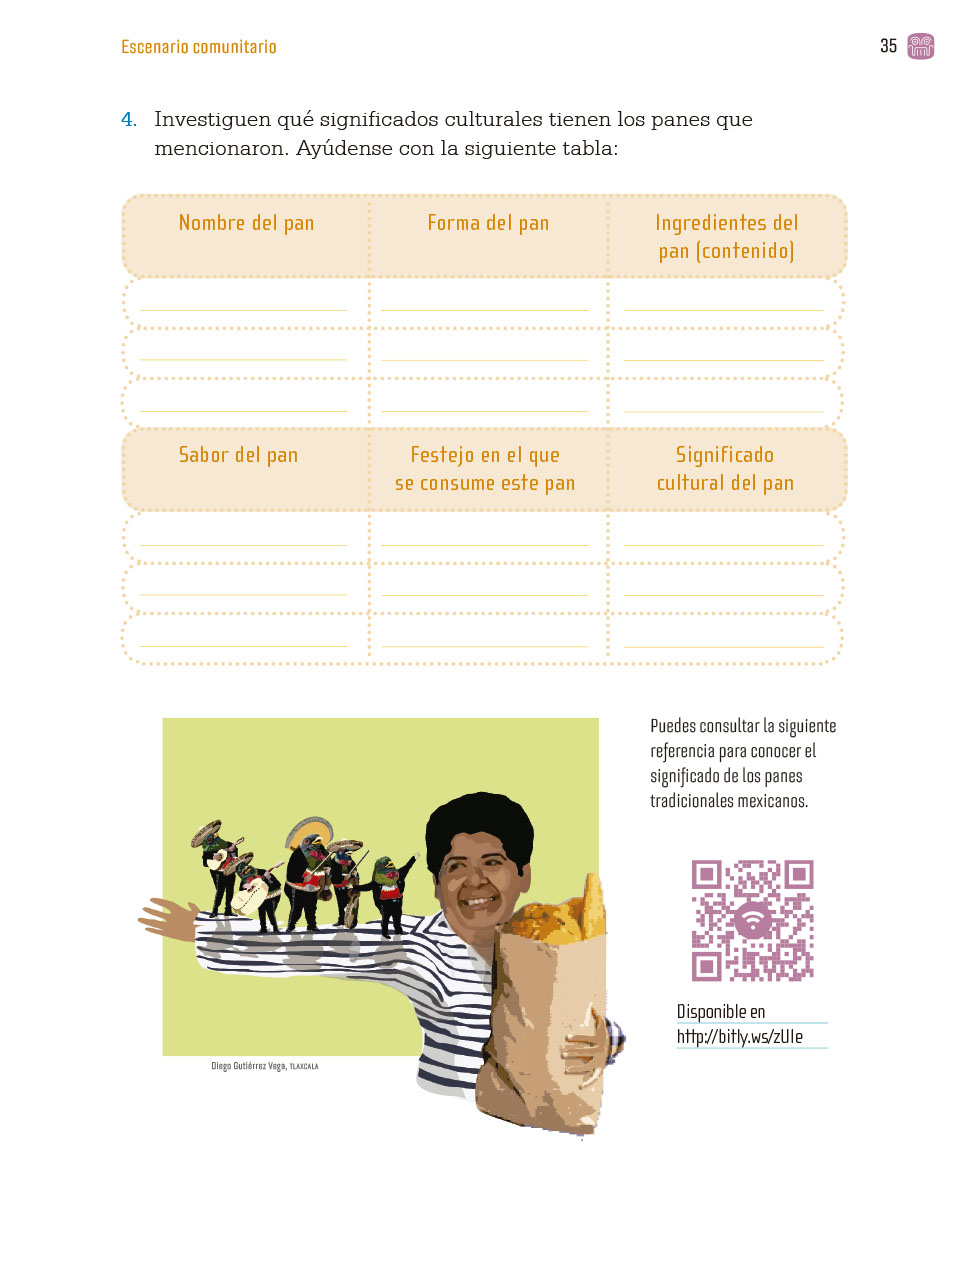 Escenario comunitario
35
4. Investiguen qué significados culturales tienen los panes que
mencionaron. Ayúdense con la siguiente tabla:
Nombre del pan
Forma del pan
Ingredientes del
pan (contenido)
Sabor del pan
Festejo en el que
se consume este pan
Significado
cultural del pan
Puedes consultar la siguiente
referencia para conocer el
significado de los panes
tradicionales mexicanos.
Disponible en
http://bitly.ws/zUIe
Diego Gutiérrez Vega, TLAXCALA